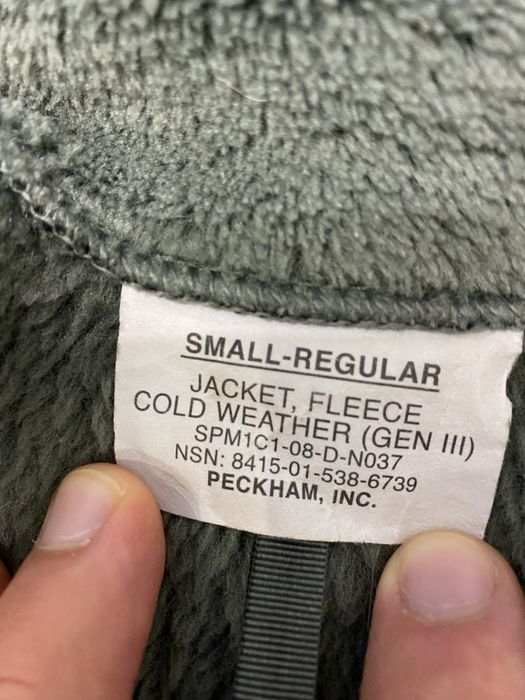 SMALL-REGULAR
JACKET, FLEECE
COLD WEATHER (GEN III)
SPM1C1-08-D-N037
NSN: 8415-01-538-6739
PECKHAM, INC.